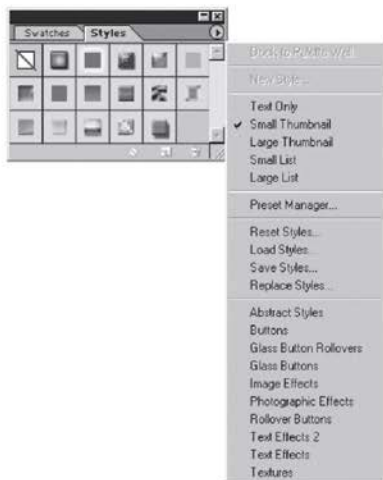 Swatches Styles
Dock to Palette Well
New Style...
Text Only
Small Thumbnail
Large Thumbnail
Small List
Large List
Preset Manager...
Reset Styles...
Load Styles...
Save Styles...
Replace Styles...
Abstract Styles
Buttons
Glass Button Rollovers
Glass Buttons
Image Effects
Photographic Effects
Rollover Buttons
Text Effects 2
Text Effects
Textures